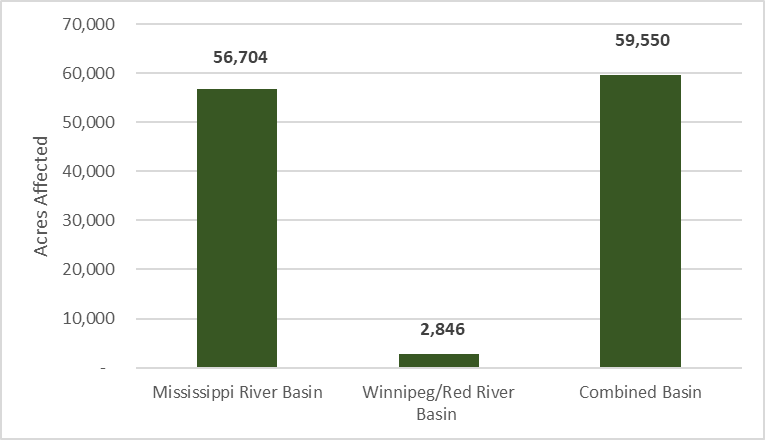 70,000
60,000
50,000
40,000
30,000
20,000
10,000
-
Acres Affected
56,704
2,846
59,550
Mississippi River Basin
Winnipeg/Red River
Basin
Combined Basin